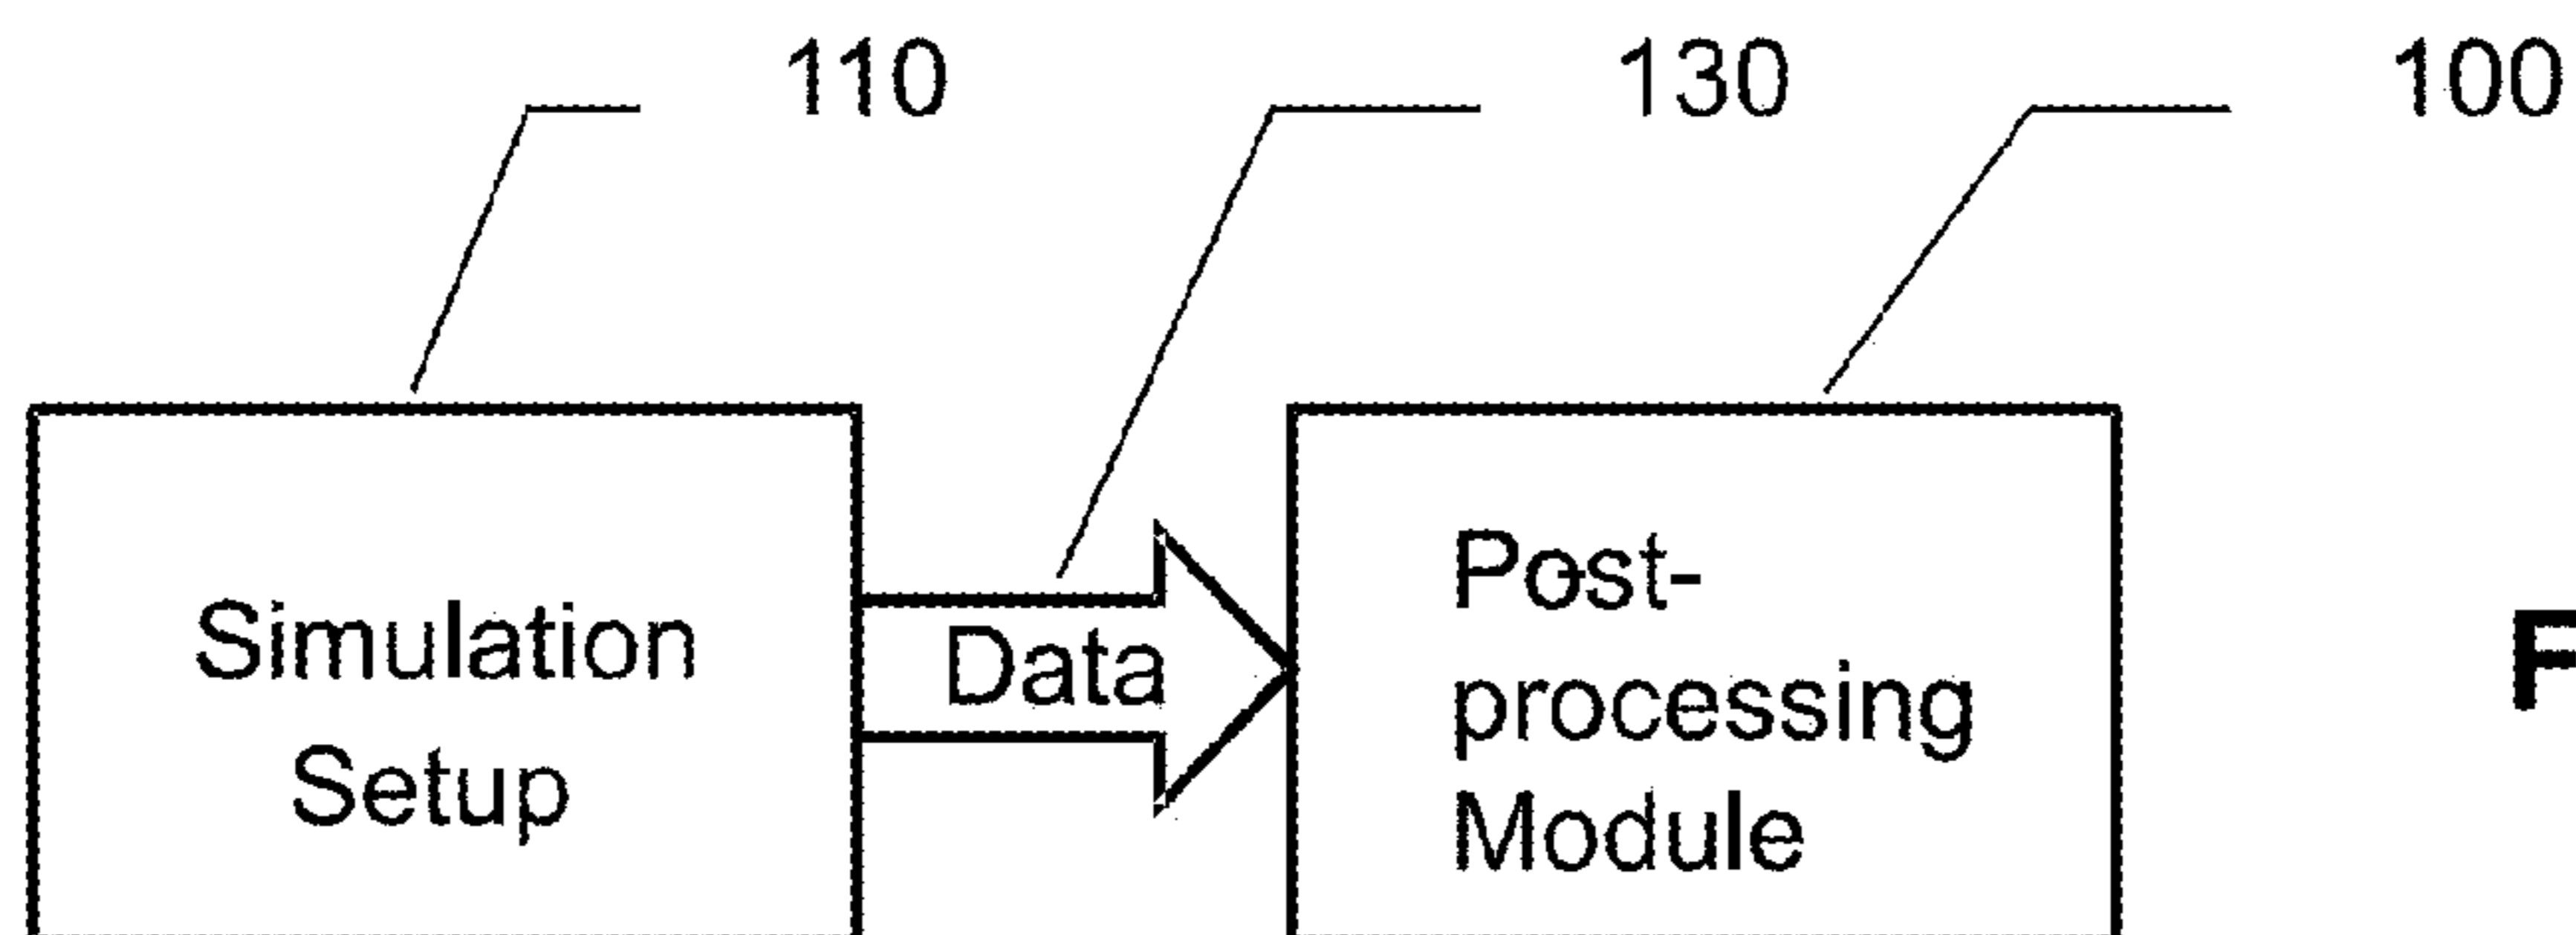 110
130
100
Simulation
Setup
Data
Post-
processing
Module
F